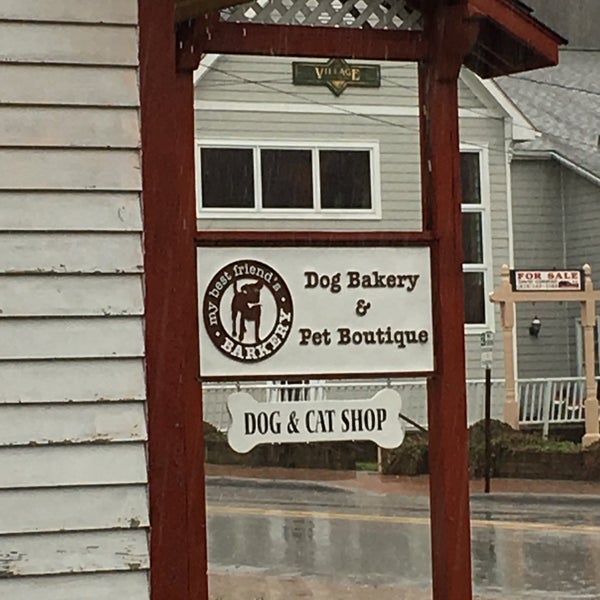 VILLAGE
my best friend's
BARKERY
Dog Bakery
&
Pet Boutique
DOG & CAT SHOP
FOR SALE